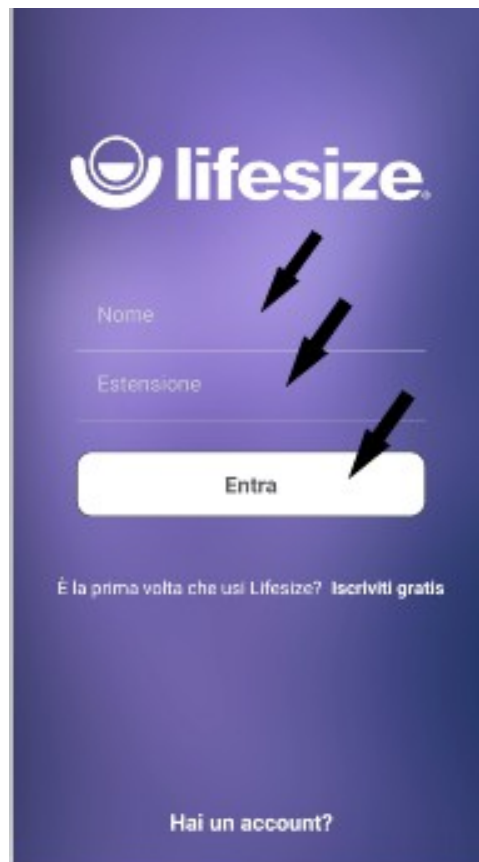 lifesize
Nome
Estensione
Entra
È la prima volta che usi Lifesize? Iscriviti gratis
Hai un account?